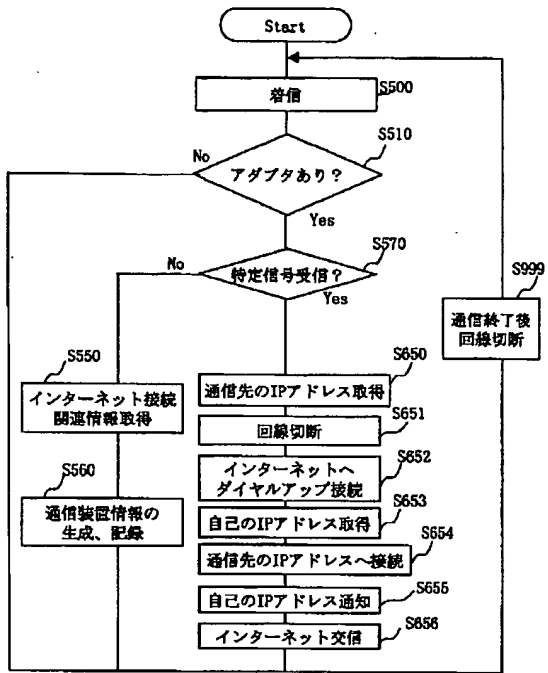 Start
着信
S500
S510
No
アダプタあり？
Yes
S570
No
特定信号受信？
Yes
S999
通信終了後
回線切断
S550
インターネット接続
関連情報取得
S560
通信装置情報の
生成、記録
S650
通信先のIPアドレス取得
S651
回線切断
S652
インターネットへ
ダイヤルアップ接続
S653
自己のIPアドレス取得
S654
通信先のIPアドレスへ接続
S655
自己のIPアドレス通知
S656
インターネット交信